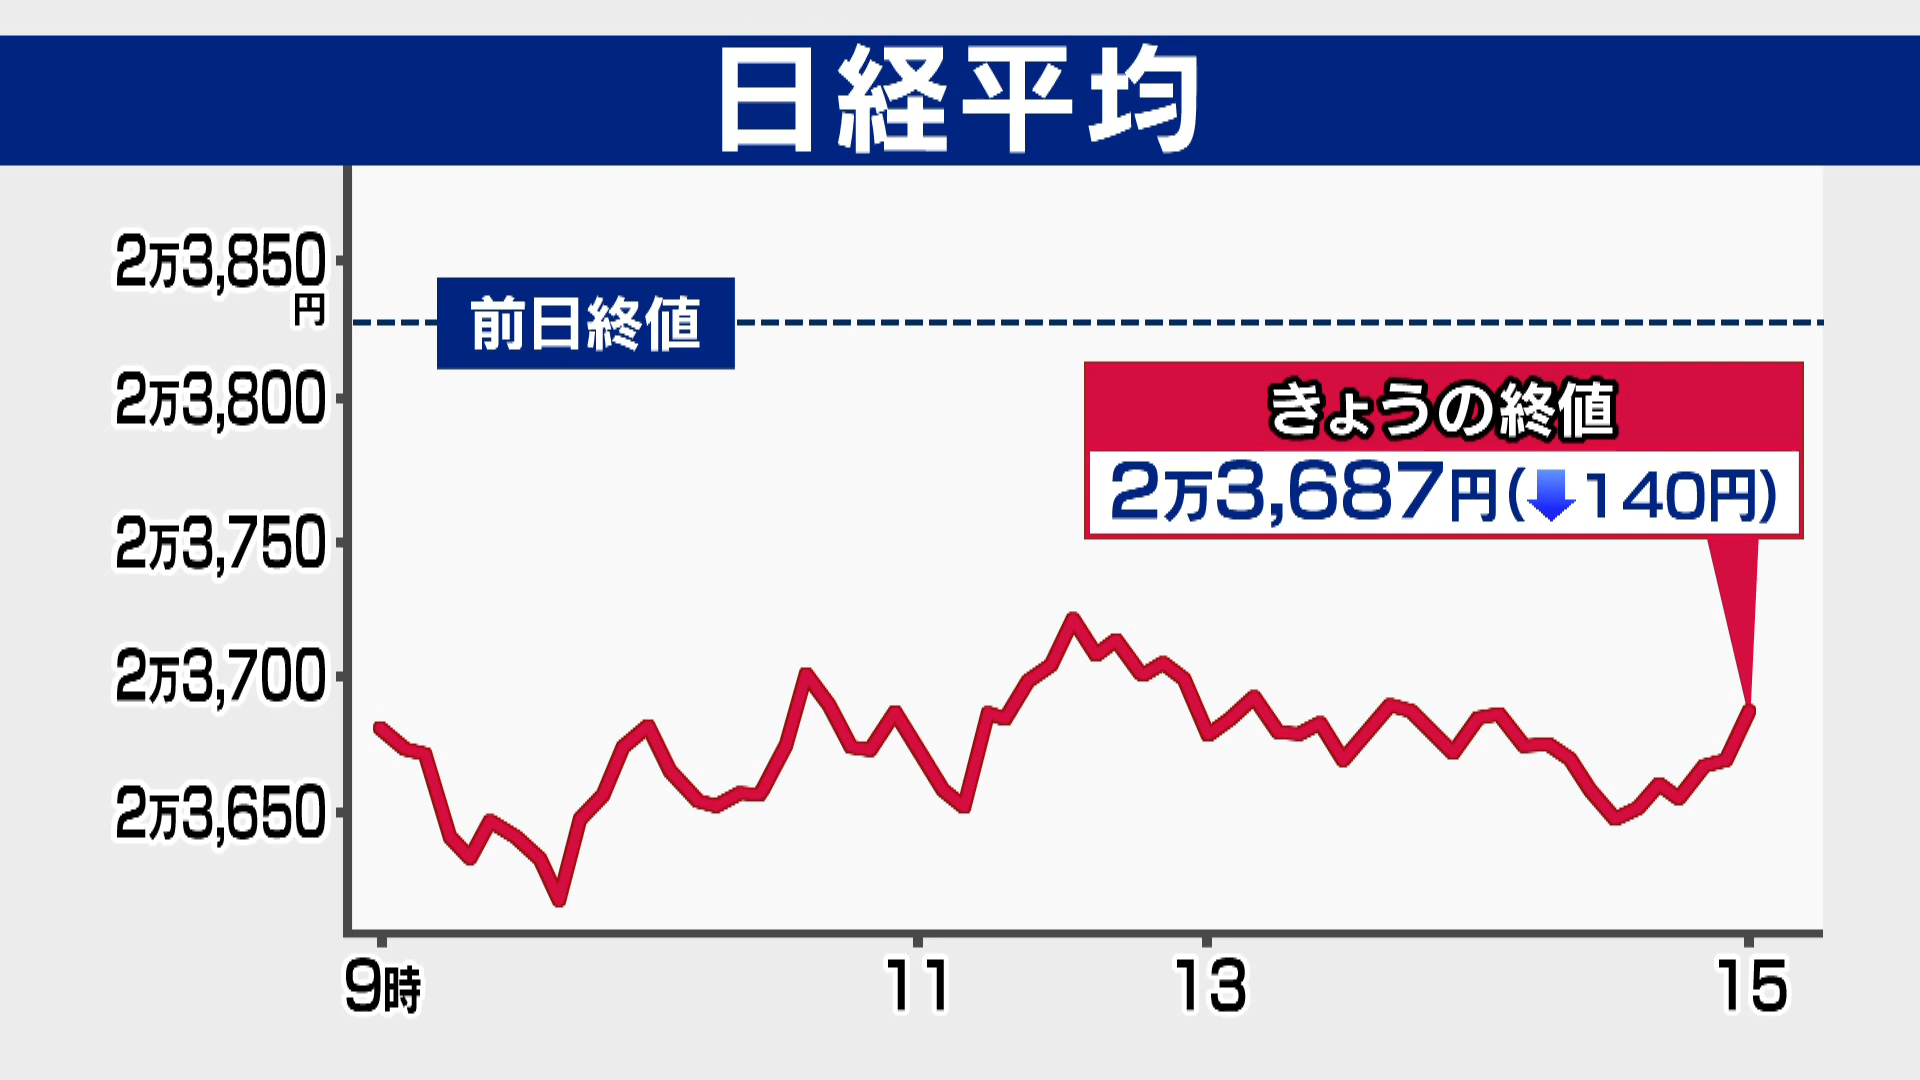 日経平均
2万3,850
円
前日終値
2万3,800
きょうの終値
2万3,687円(↓140円)
2万3,750
2万3,700
2万3,650
9時 11 13 15